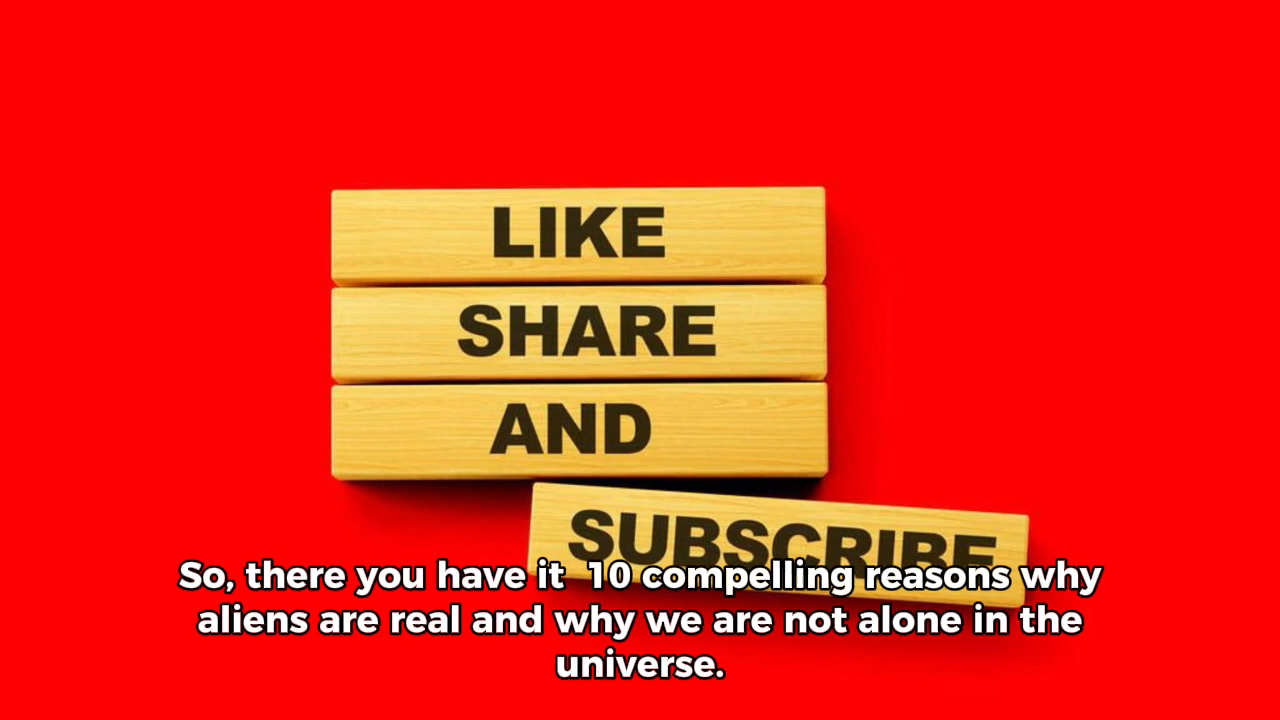 LIKE
SHARE
AND
SUBSCRIBE
So, there you have it  10 compelling reasons why
aliens are real and why we are not alone in the
universe.